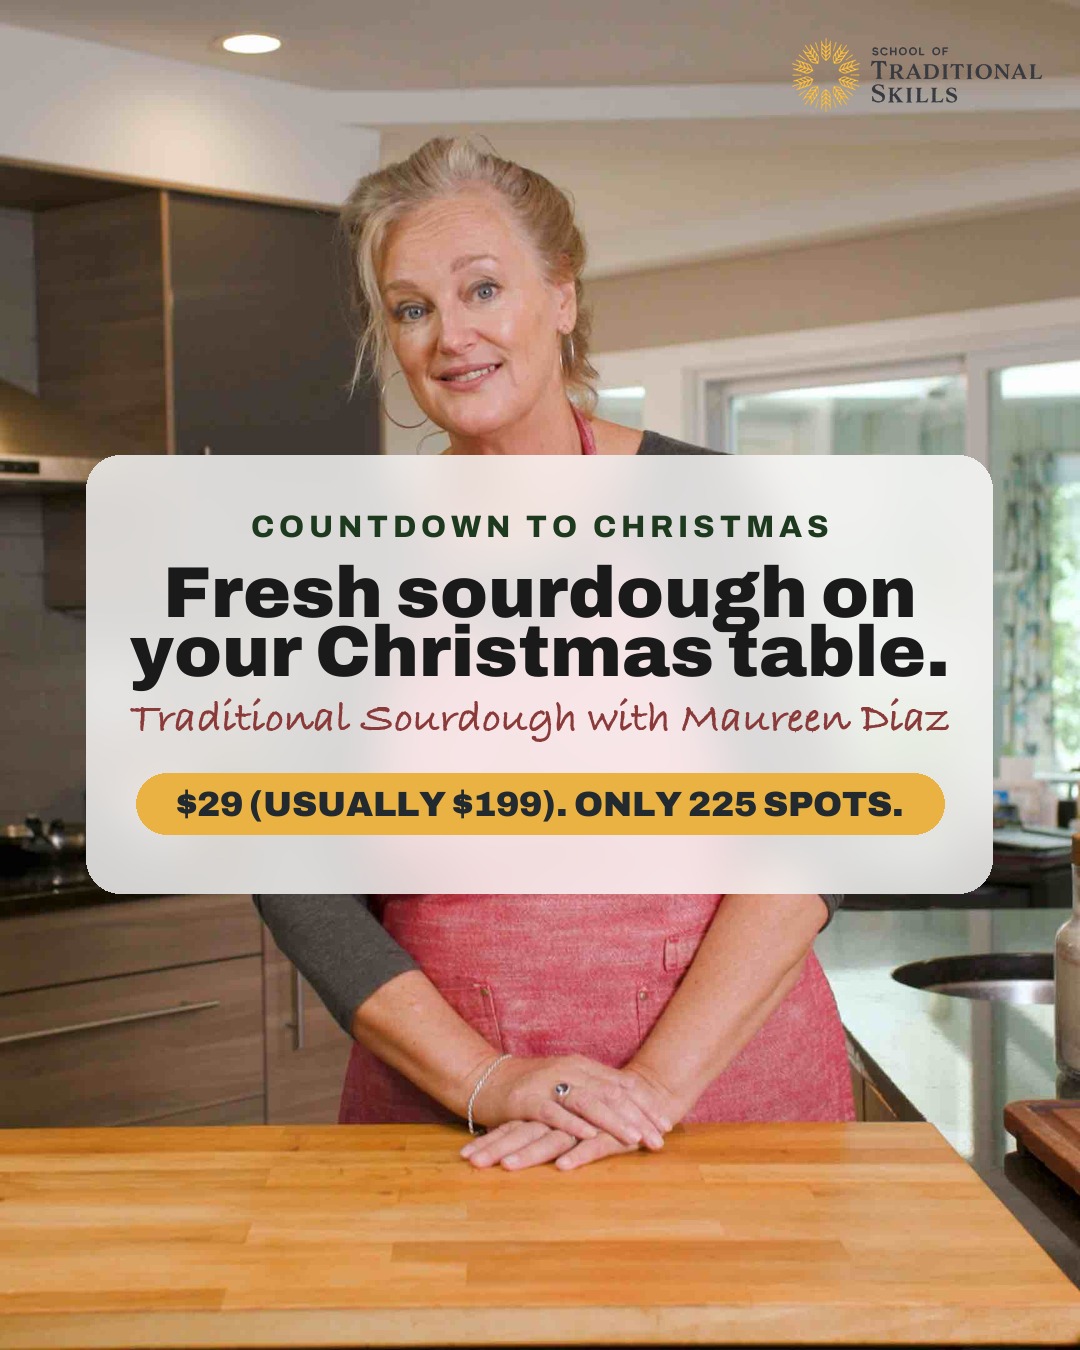 SCHOOL OF
TRADITIONAL
SKILLS
COUNTDOWN TO CHRISTMAS
Fresh sourdough on
your Christmas table.
Traditional Sourdough with Maureen Diaz
$29 (USUALLY $199). ONLY 225 SPOTS.